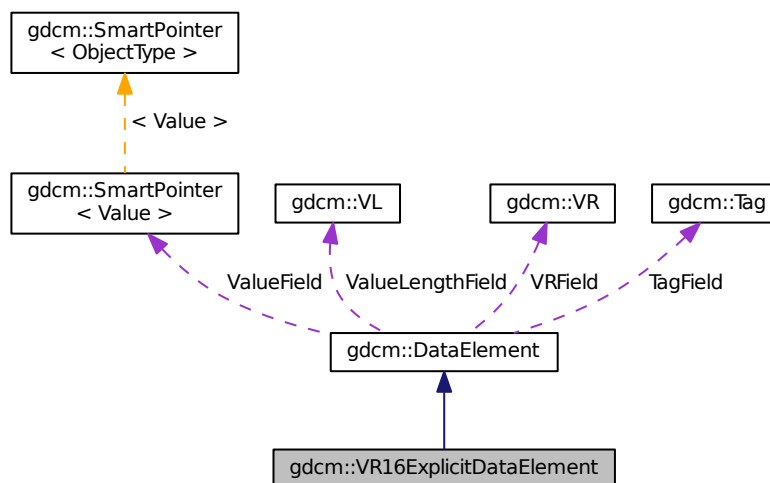 gdcm::SmartPointer
< ObjectType >
< Value >
gdcm::SmartPointer
< Value >
gdcm::VL
gdcm::VR
gdcm::Tag
ValueField
ValueLengthField
VRField
TagField
gdcm::DataElement
gdcm::VR16ExplicitDataElement